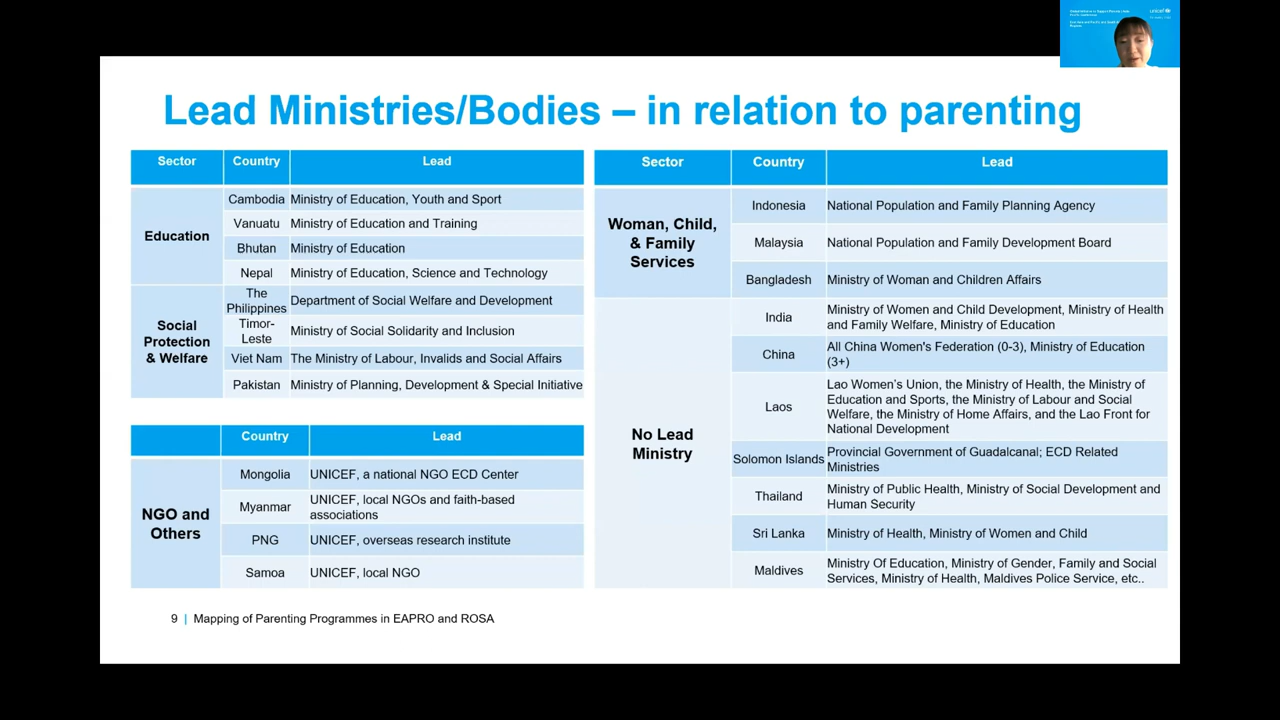 unicef
Lead Ministries/Bodies – in relation to parenting
Sector Country Lead
Education
Cambodia Ministry of Education, Youth and Sport
Vanuatu Ministry of Education and Training
Bhutan Ministry of Education
Nepal Ministry of Education, Science and Technology
Social
Protection
& Welfare
The
Philippines
Department of Social Welfare and Development
Timor-
Leste
Ministry of Social Solidarity and Inclusion
Viet Nam The Ministry of Labour, Invalids and Social Affairs
Pakistan Ministry of Planning, Development & Special Initiative
Country Lead
NGO and
Others
Mongolia UNICEF, a national NGO ECD Center
Myanmar
UNICEF, local NGOs and faith-based
associations
PNG UNICEF, overseas research institute
Samoa UNICEF, local NGO
Sector Country Lead
Woman, Child,
& Family
Services
Indonesia National Population and Family Planning Agency
Malaysia National Population and Family Development Board
Bangladesh Ministry of Woman and Children Affairs
No Lead
Ministry
India
Ministry of Women and Child Development, Ministry of Health
and Family Welfare, Ministry of Education
China
All China Women's Federation (0-3), Ministry of Education
(3+)
Laos
Lao Women's Union, the Ministry of Health, the Ministry of
Education and Sports, the Ministry of Labour and Social
Welfare, the Ministry of Home Affairs, and the Lao Front for
National Development
Solomon Islands
Provincial Government of Guadalcanal; ECD Related
Ministries
Thailand
Ministry of Public Health, Ministry of Social Development and
Human Security
Sri Lanka Ministry of Health, Ministry of Women and Child
Maldives
Ministry Of Education, Ministry of Gender, Family and Social
Services, Ministry of Health, Maldives Police Service, etc..
9 | Mapping of Parenting Programmes in EAPRO and ROSA